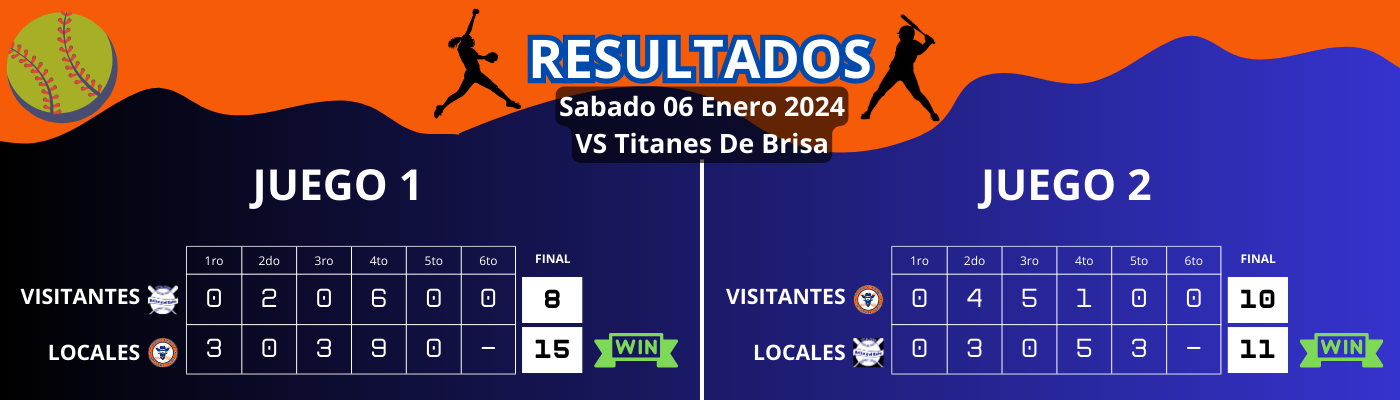 RESULTADOS
Sabado 06 Enero 2024
VS Titanes De Brisa
JUEGO 1
1ro 2do 3ro 4to 5to 6to FINAL
VISITANTES 0 2 0 6 0 0 8
LOCALES 3 0 3 9 0 - 15 WIN
JUEGO 2
1ro 2do 3ro 4to 5to 6to FINAL
VISITANTES 0 4 5 1 0 0 10
LOCALES 0 3 0 5 3 - 11 WIN